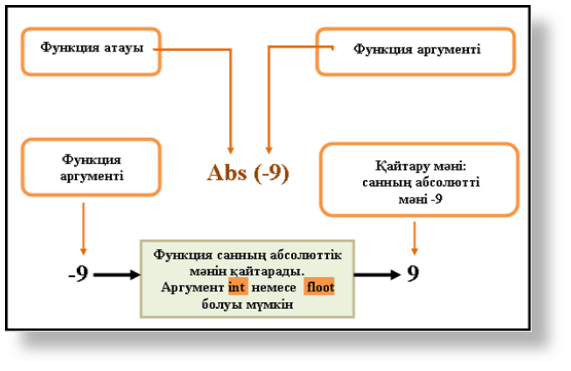 Функция атауы
Функция аргументі
Функция
аргументі
Abs (-9)
Қайтару мәні:
санның абсолютті
мәні -9
-9
Функция санның абсолюттік
мәнін қайтарады.
Аргумент int немесе floot
болуы мүмкін
9